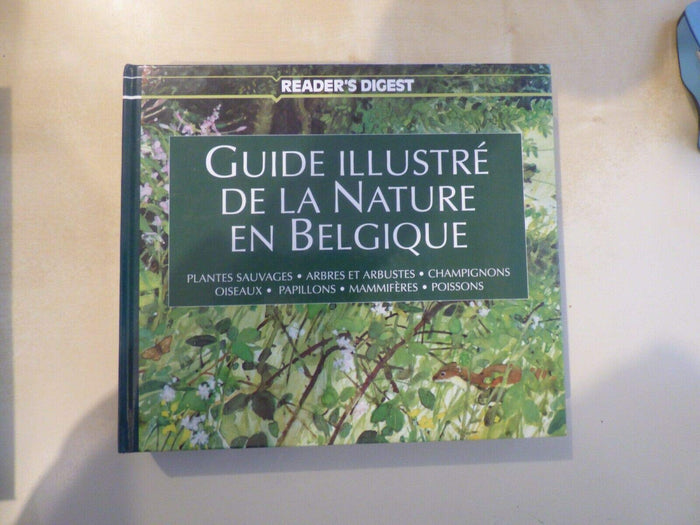 READER'S DIGEST
GUIDE ILLUSTRÉ
DE LA NATURE
EN BELGIQUE
PLANTES SAUVAGES • ARBRES ET ARBUSTES • CHAMPIGNONS
OISEAUX • PAPILLONS • MAMMIFÈRES • POISSONS